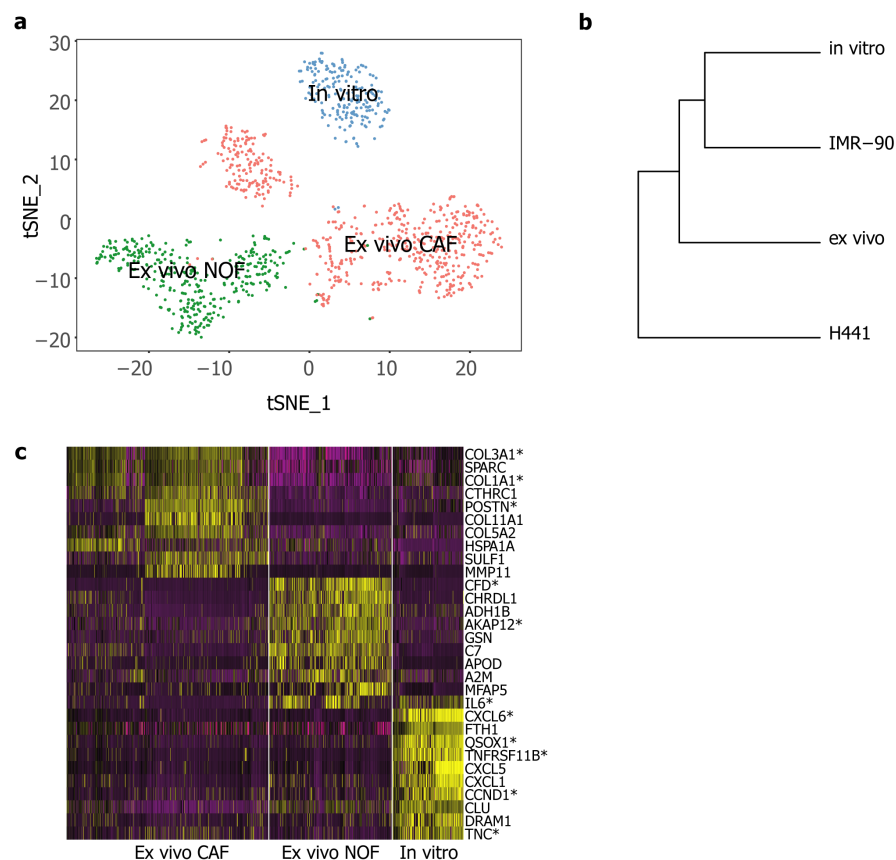 a
30
20
10
0
−10
−20
tSNE_2
In vitro
Ex vivo CAF
Ex vivo NOF
−20
−10
0
10
20
tSNE_1
b
in vitro
IMR−90
ex vivo
H441
c
COL3A1*
SPARC
COL1A1*
CTHRC1
POSTN*
COL11A1
COL5A2
HSPA1A
SULF1
MMP11
CFD*
CHRDL1
ADH1B
AKAP12*
GSN
C7
APOD
A2M
MFAP5
IL6*
CXCL6*
FTH1
QSOX1*
TNFRSF11B*
CXCL5
CXCL1
CCND1*
CLU
DRAM1
TNC*
Ex vivo CAF
Ex vivo NOF
In vitro